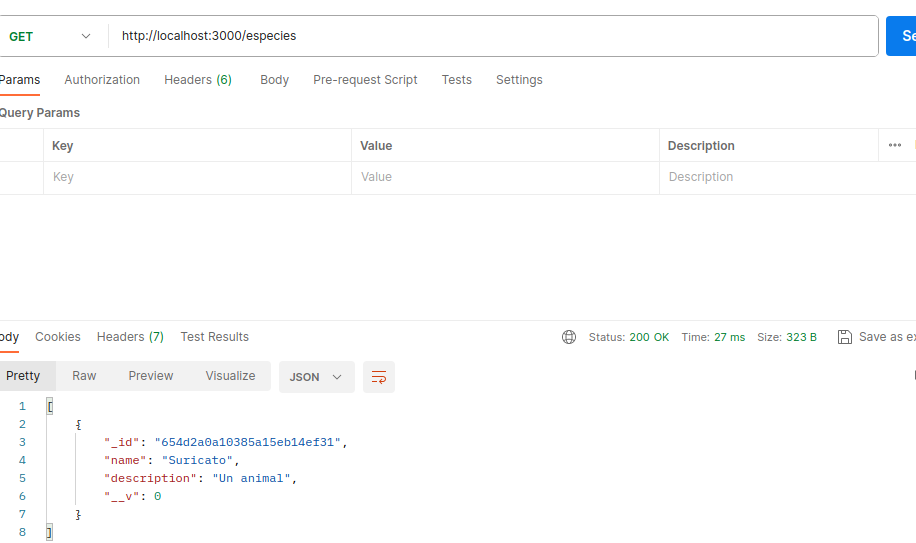 GET http://localhost:3000/especies
Params Authorization Headers (6) Body Pre-request Script Tests Settings
Query Params
Key Value Description
Key Value Description
Cookies Headers (7) Test Results Status: 200 OK Time: 27 ms Size: 323 B Save as
Pretty Raw Preview Visualize JSON
1 [
2 {
3 "_id": "654d2a0a10385a15eb14ef31",
4 "name": "Suricato",
5 "description": "Un animal",
6 "__v": 0
7 }
8 ]